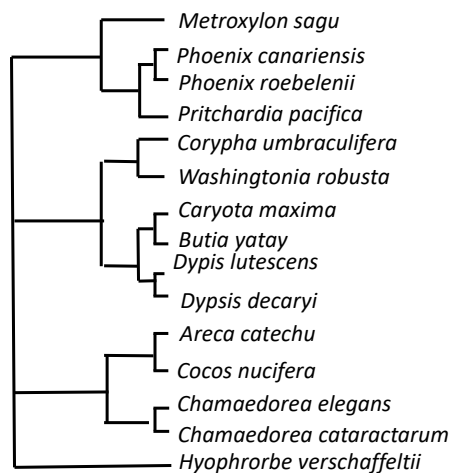 Metroxylon sagu
Phoenix canariensis
Phoenix roebelenii
Pritchardia pacifica
Corypha umbraculifera
Washingtonia robusta
Caryota maxima
Butia yatay
Dypis lutescens
Dypsis decaryi
Areca catechu
Cocos nucifera
Chamaedorea elegans
Chamaedorea cataractarum
Hyophrorbe verschaffeltii